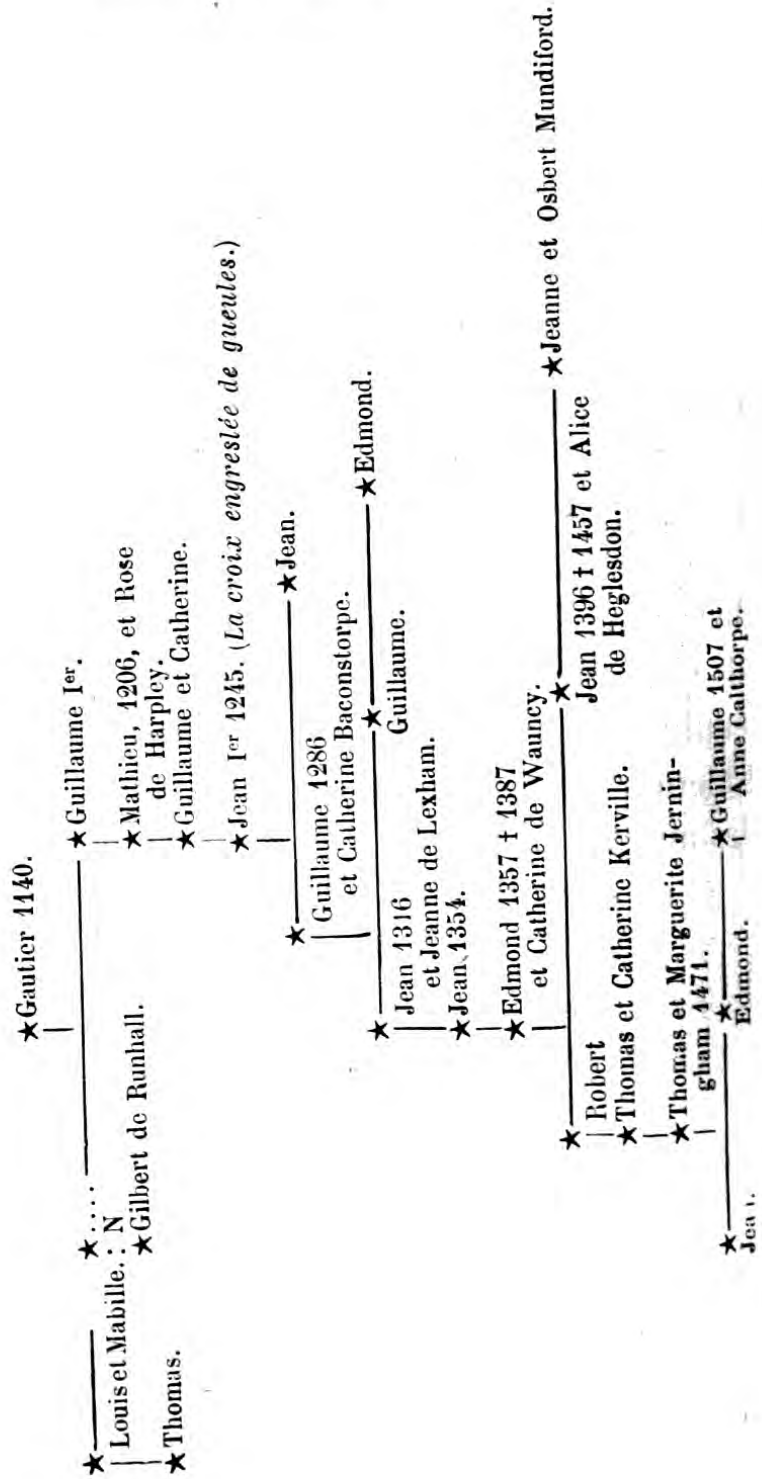 ★Gautier 1140.
★.... ★Guillaume Ier.
Louis et Mabille. : N
★Gilbert de Runhall.
★Thomas.
★Mathieu, 1206, et Rose
de Harpley.
★Guillaume et Catherine.
★Jean Ier 1245. (La croix engreslée de gueules.)
★ ★Jean.
Guillaume 1286
et Catherine Baconstorpe.
★ ★ ★Edmond.
Jean 1316
et Jeanne de Lexham.
Guillaume.
★Jean 1354.
★Edmond 1357 † 1387
et Catherine de Wauncy.
★ ★ ★Jeanne et Osbert Mundiford.
Robert
Jean 1396 † 1457 et Alice
de Heglesdon.
★Thomas et Catherine Kerville.
★Thomas et Marguerite Jernin-
gham 1471.
★ ★ ★Guillaume 1507 et
Edmond. Anne Calthorpe.